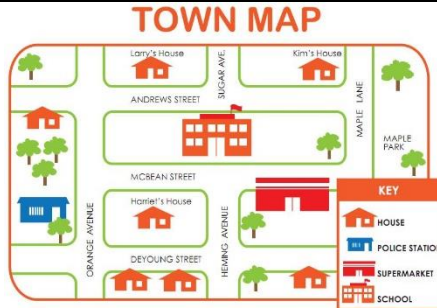 TOWN MAP
Larry's House
SUGAR AVE.
Kim's House
ANDREWS STREET
MAPLE LANE
MAPLE
PARK
MCBEAN STREET
Harriet's House
ORANGE AVENUE
HEMING AVENUE
DEYOUNG STREET
KEY
HOUSE
POLICE STATIO
SUPERMARKET
SCHOOL